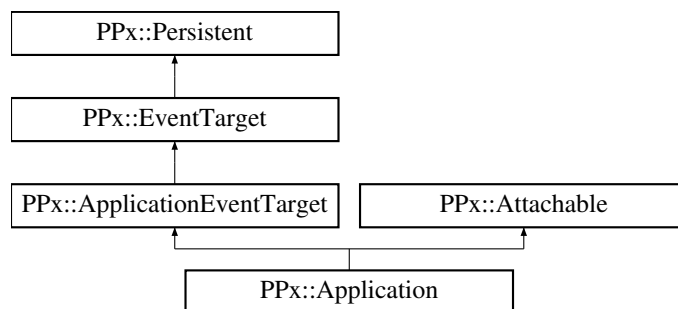 PPx::Persistent
PPx::EventTarget
PPx::ApplicationEventTarget
PPx::Attachable
PPx::Application